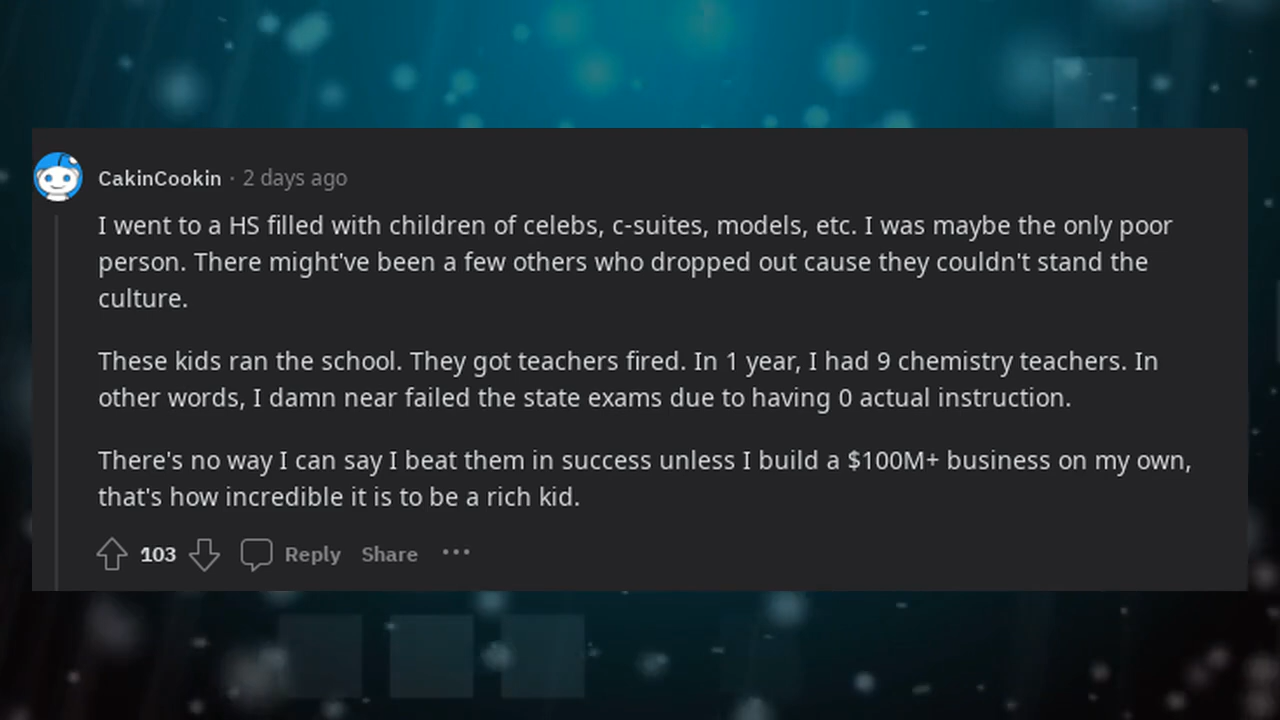 CakinCookin · 2 days ago
I went to a HS filled with children of celebs, c-suites, models, etc. I was maybe the only poor
person. There might've been a few others who dropped out cause they couldn't stand the
culture.
These kids ran the school. They got teachers fired. In 1 year, I had 9 chemistry teachers. In
other words, I damn near failed the state exams due to having 0 actual instruction.
There's no way I can say I beat them in success unless I build a $100M+ business on my own,
that's how incredible it is to be a rich kid.
103 Reply Share ···